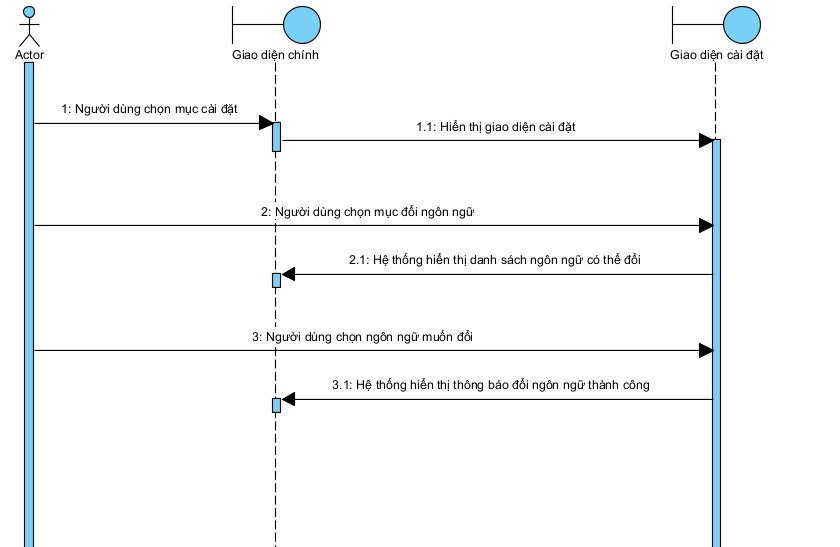 Actor
Giao diện chính
Giao diện cài đặt
1: Người dùng chọn mục cài đặt
1.1: Hiển thị giao diện cài đặt
2: Người dùng chọn mục đổi ngôn ngữ
2.1: Hệ thống hiển thị danh sách ngôn ngữ có thể đổi
3: Người dùng chọn ngôn ngữ muốn đổi
3.1: Hệ thống hiển thị thông báo đổi ngôn ngữ thành công